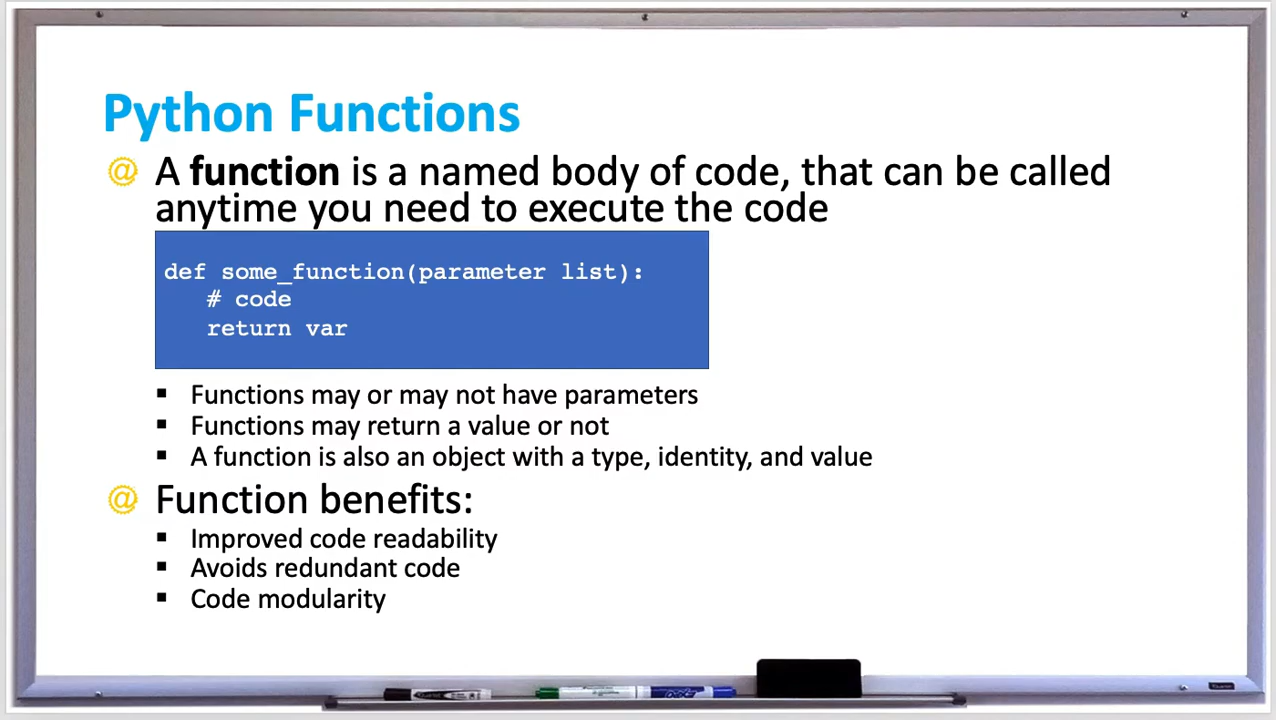 Python Functions
@ A function is a named body of code, that can be called
anytime you need to execute the code
def some_function(parameter list):
# code
return var
▪ Functions may or may not have parameters
▪ Functions may return a value or not
▪ A function is also an object with a type, identity, and value
@ Function benefits:
▪ Improved code readability
▪ Avoids redundant code
▪ Code modularity